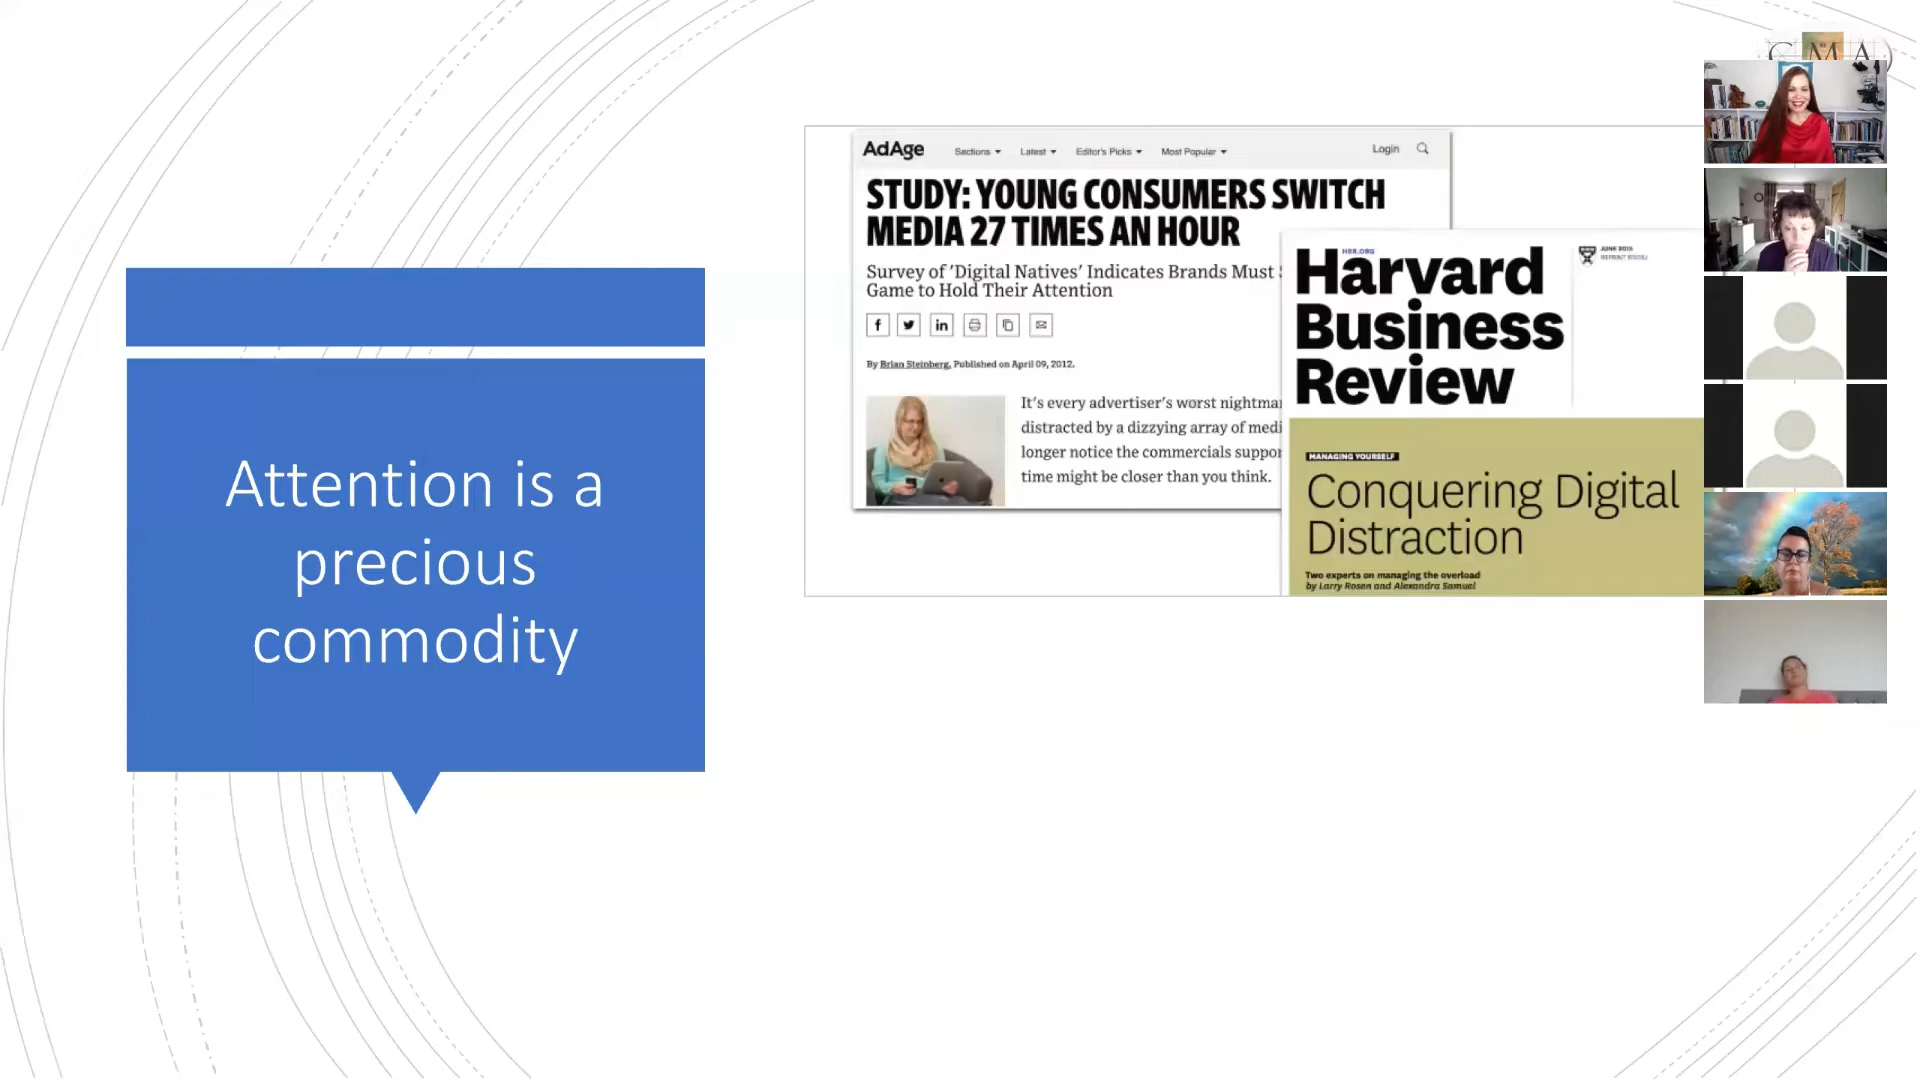 CMA
Attention is a
precious
commodity
AdAge
Sections
Latest
Editor's Picks
Most Popular
Login
STUDY: YOUNG CONSUMERS SWITCH
MEDIA 27 TIMES AN HOUR
Survey of 'Digital Natives' Indicates Brands Must
Game to Hold Their Attention
f
in
By Brian Steinberg, Published on April 09, 2012.
It's every advertiser's worst
distracted by a dizzying array of
longer notice the commercials
time might be closer than you think.
HBR.ORG
Harvard
Business
Review
JUNE 2015
REPRINT
MANAGING YOURSELF
Conquering Digital
Distraction
Two experts on managing the overload
by Larry Rosen and Alexandra Samuel